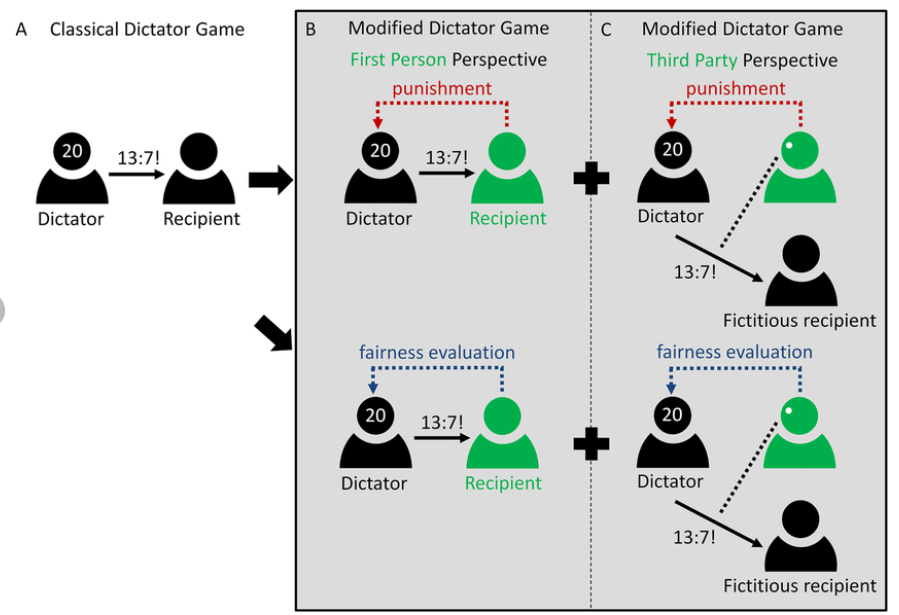 A Classical Dictator Game
20
13:7!
Dictator
Recipient
B Modified Dictator Game
First Person Perspective
punishment
20
13:7!
Dictator
Recipient
fairness evaluation
20
13:7!
Dictator
Recipient
C Modified Dictator Game
Third Party Perspective
punishment
20
Dictator
13:7!
Fictitious recipient
fairness evaluation
20
Dictator
13:7!
Fictitious recipient